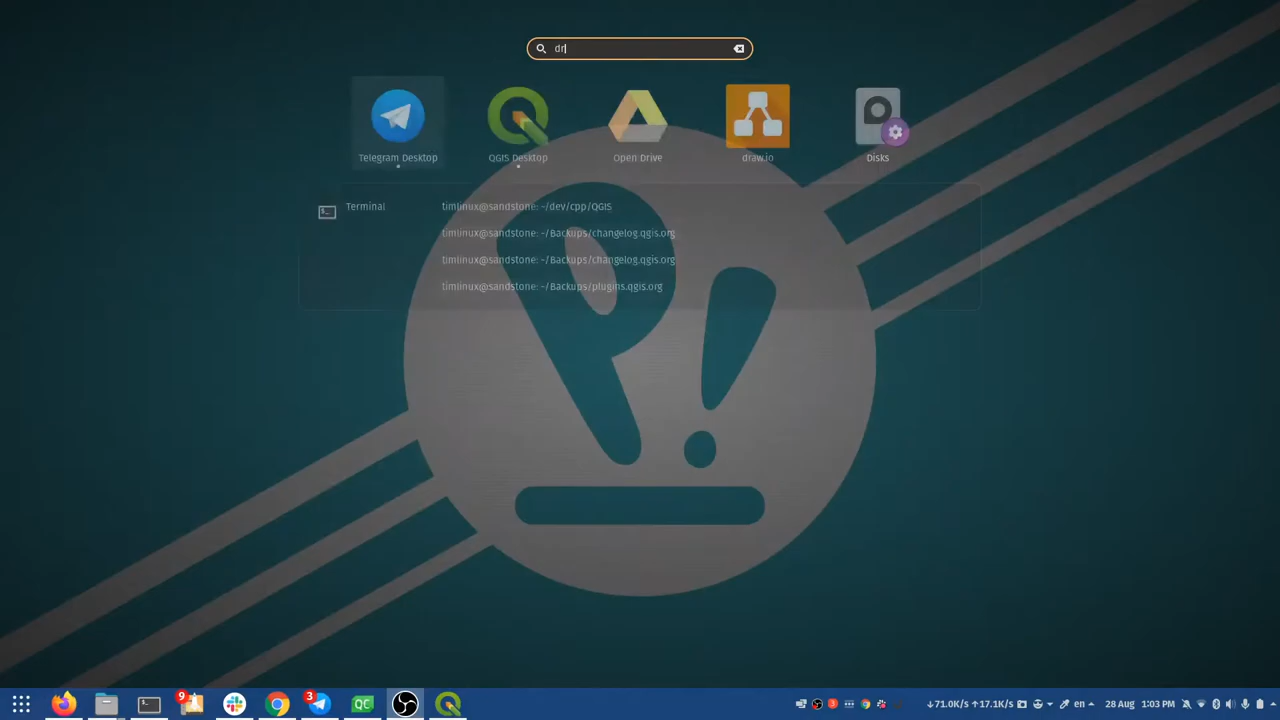 dr
Telegram Desktop
QGIS Desktop
Open Drive
draw.io
Disks
Terminal
timlinux@sandstone: ~/dev/cpp/QGIS
timlinux@sandstone: ~/Backups/changelog.qgis.org
timlinux@sandstone: ~/Backups/changelog.qgis.org
timlinux@sandstone: ~/Backups/plugins.qgis.org
P!
9
3
QC
3
↓71.0K/s ↑17.1K/s
en
28 Aug
1:03 PM